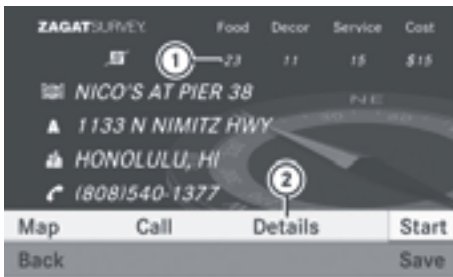 ZAGATSURVEY. Food Decor Service Cost
1 23 11 15 $15
NICO'S AT PIER 38
NE
1133 N NIMITZ HWY
HONOLULU, HI
2
(808)540-1377
Map Call Details Start
Back Save